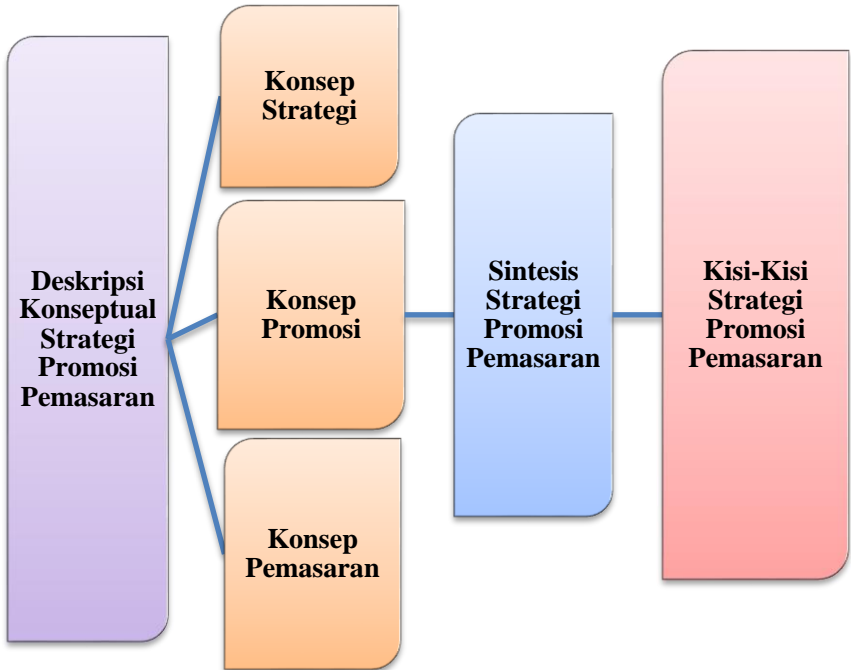 Deskripsi
Konseptual
Strategi
Promosi
Pemasaran
Konsep
Strategi
Konsep
Promosi
Konsep
Pemasaran
Sintesis
Strategi
Promosi
Pemasaran
Kisi-Kisi
Strategi
Promosi
Pemasaran